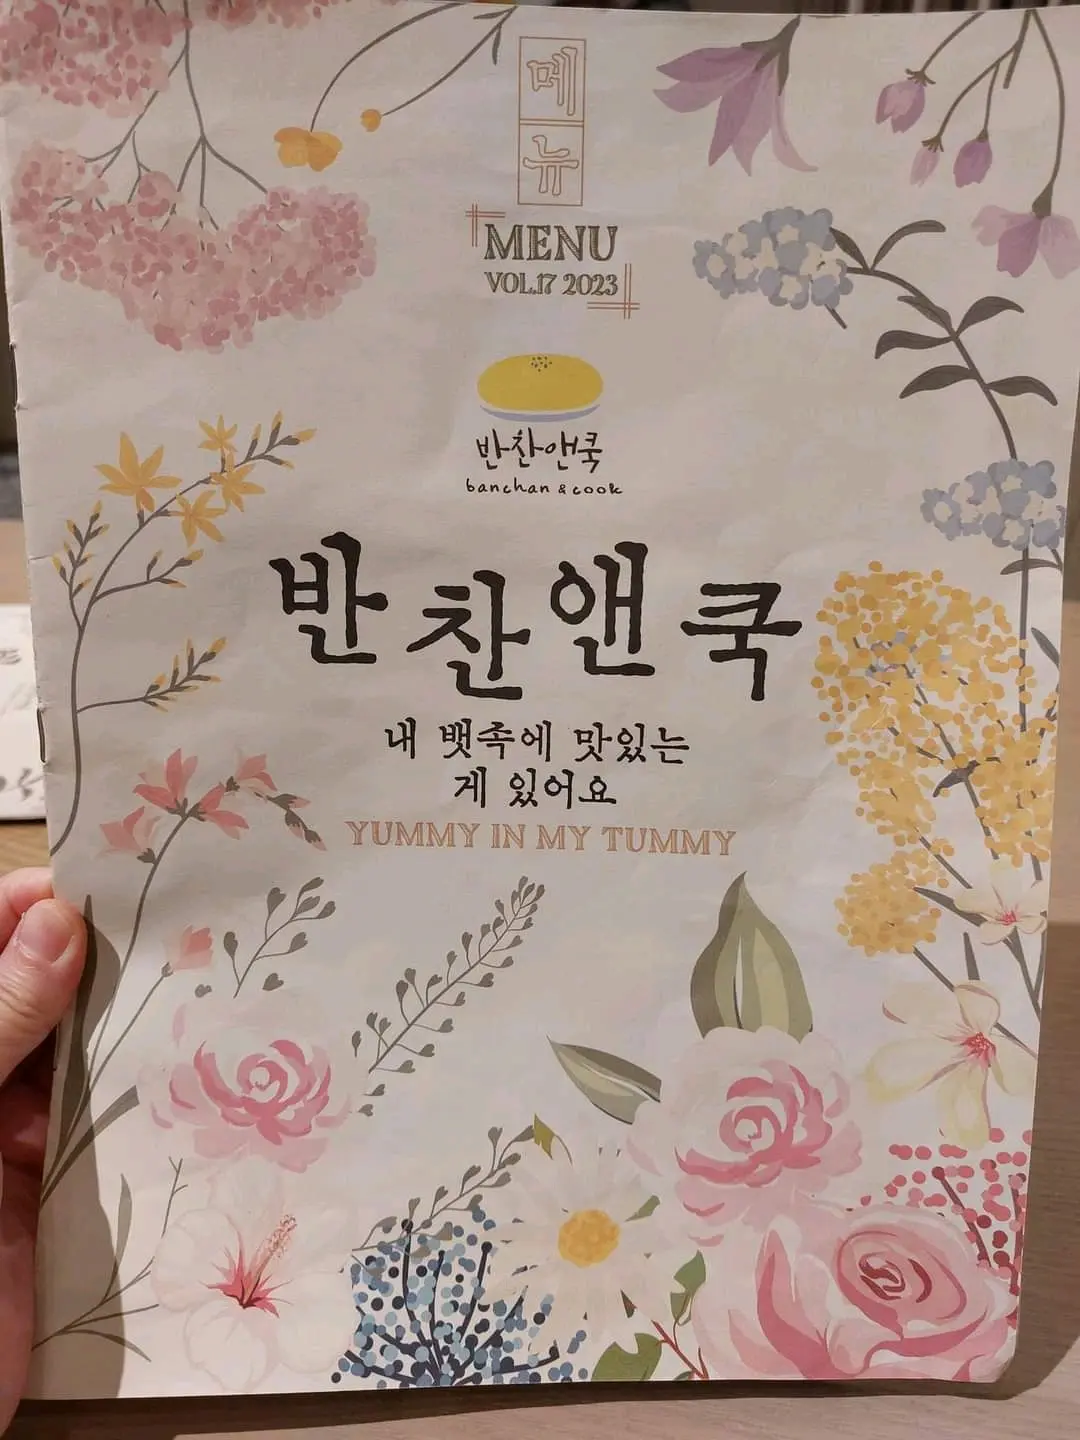 메
뉴
MENU
VOL.17 2023
반찬앤쿡
banchan & cook
반찬앤쿡
내 뱃족에 맛있는
게 있어요
YUMMY IN MY TUMMY